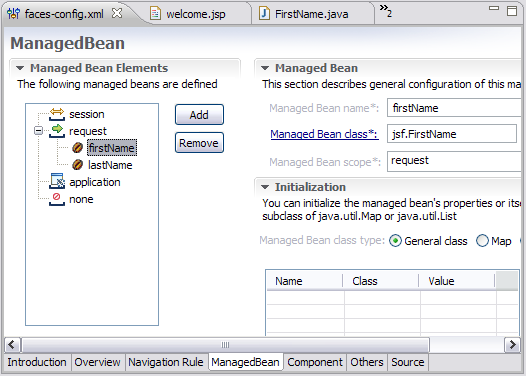 faces-config.xml welcome.jsp FirstName.java »2
ManagedBean
Managed Bean Elements
The following managed beans are defined
session
request
firstName
lastName
application
none
Add
Remove
Managed Bean
This section describes general configuration of this ma
Managed Bean name*: firstName
Managed Bean class*: jsf.FirstName
Managed Bean scope*: request
Initialization
You can initialize the managed bean's properties or itse
subclass of java.util.Map or java.util.List
Managed Bean class type: General class Map
Name Class Value
Introduction Overview Navigation Rule ManagedBean Component Others Source